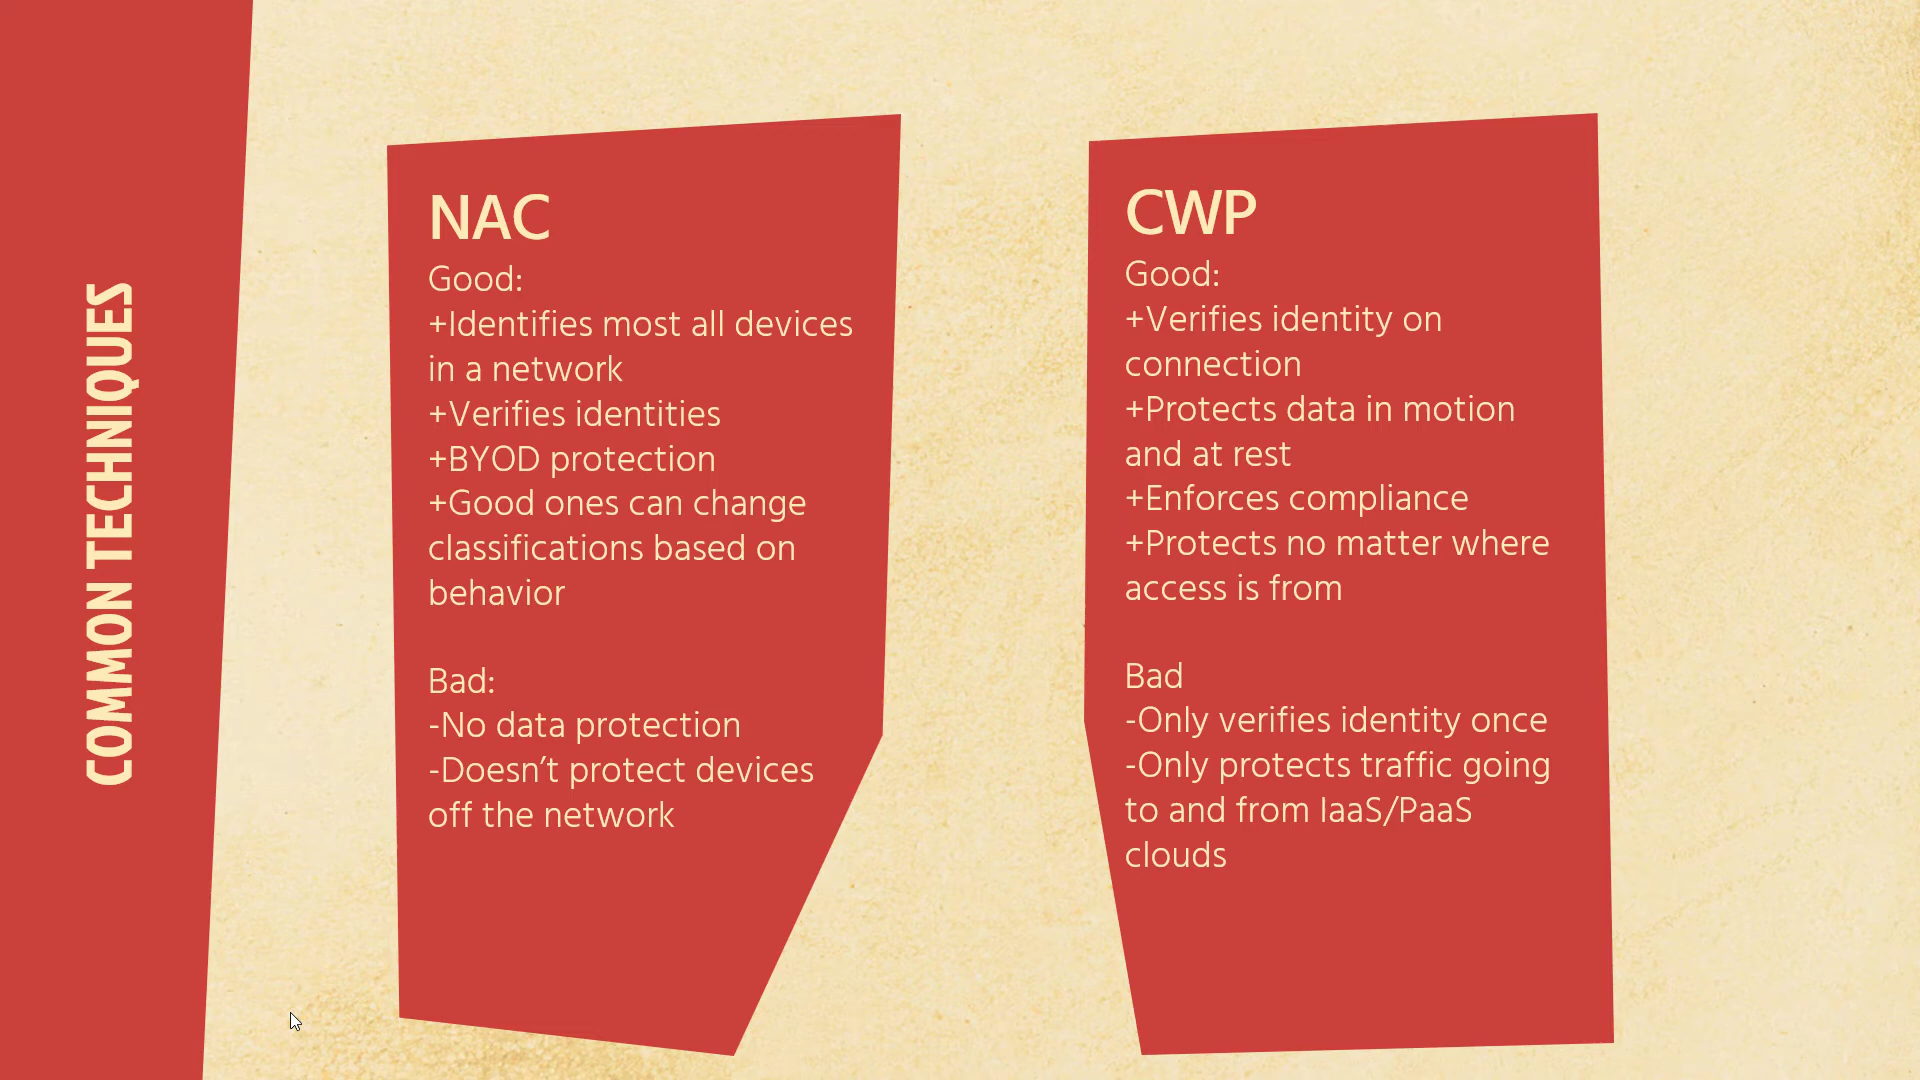 COMMON TECHNIQUES
NAC
Good:
+Identifies most all devices
in a network
+Verifies identities
+BYOD protection
+Good ones can change
classifications based on
behavior
Bad:
-No data protection
-Doesn’t protect devices
off the network
CWP
Good:
+Verifies identity on
connection
+Protects data in motion
and at rest
+Enforces compliance
+Protects no matter where
access is from
Bad
-Only verifies identity once
-Only protects traffic going
to and from IaaS/PaaS
clouds